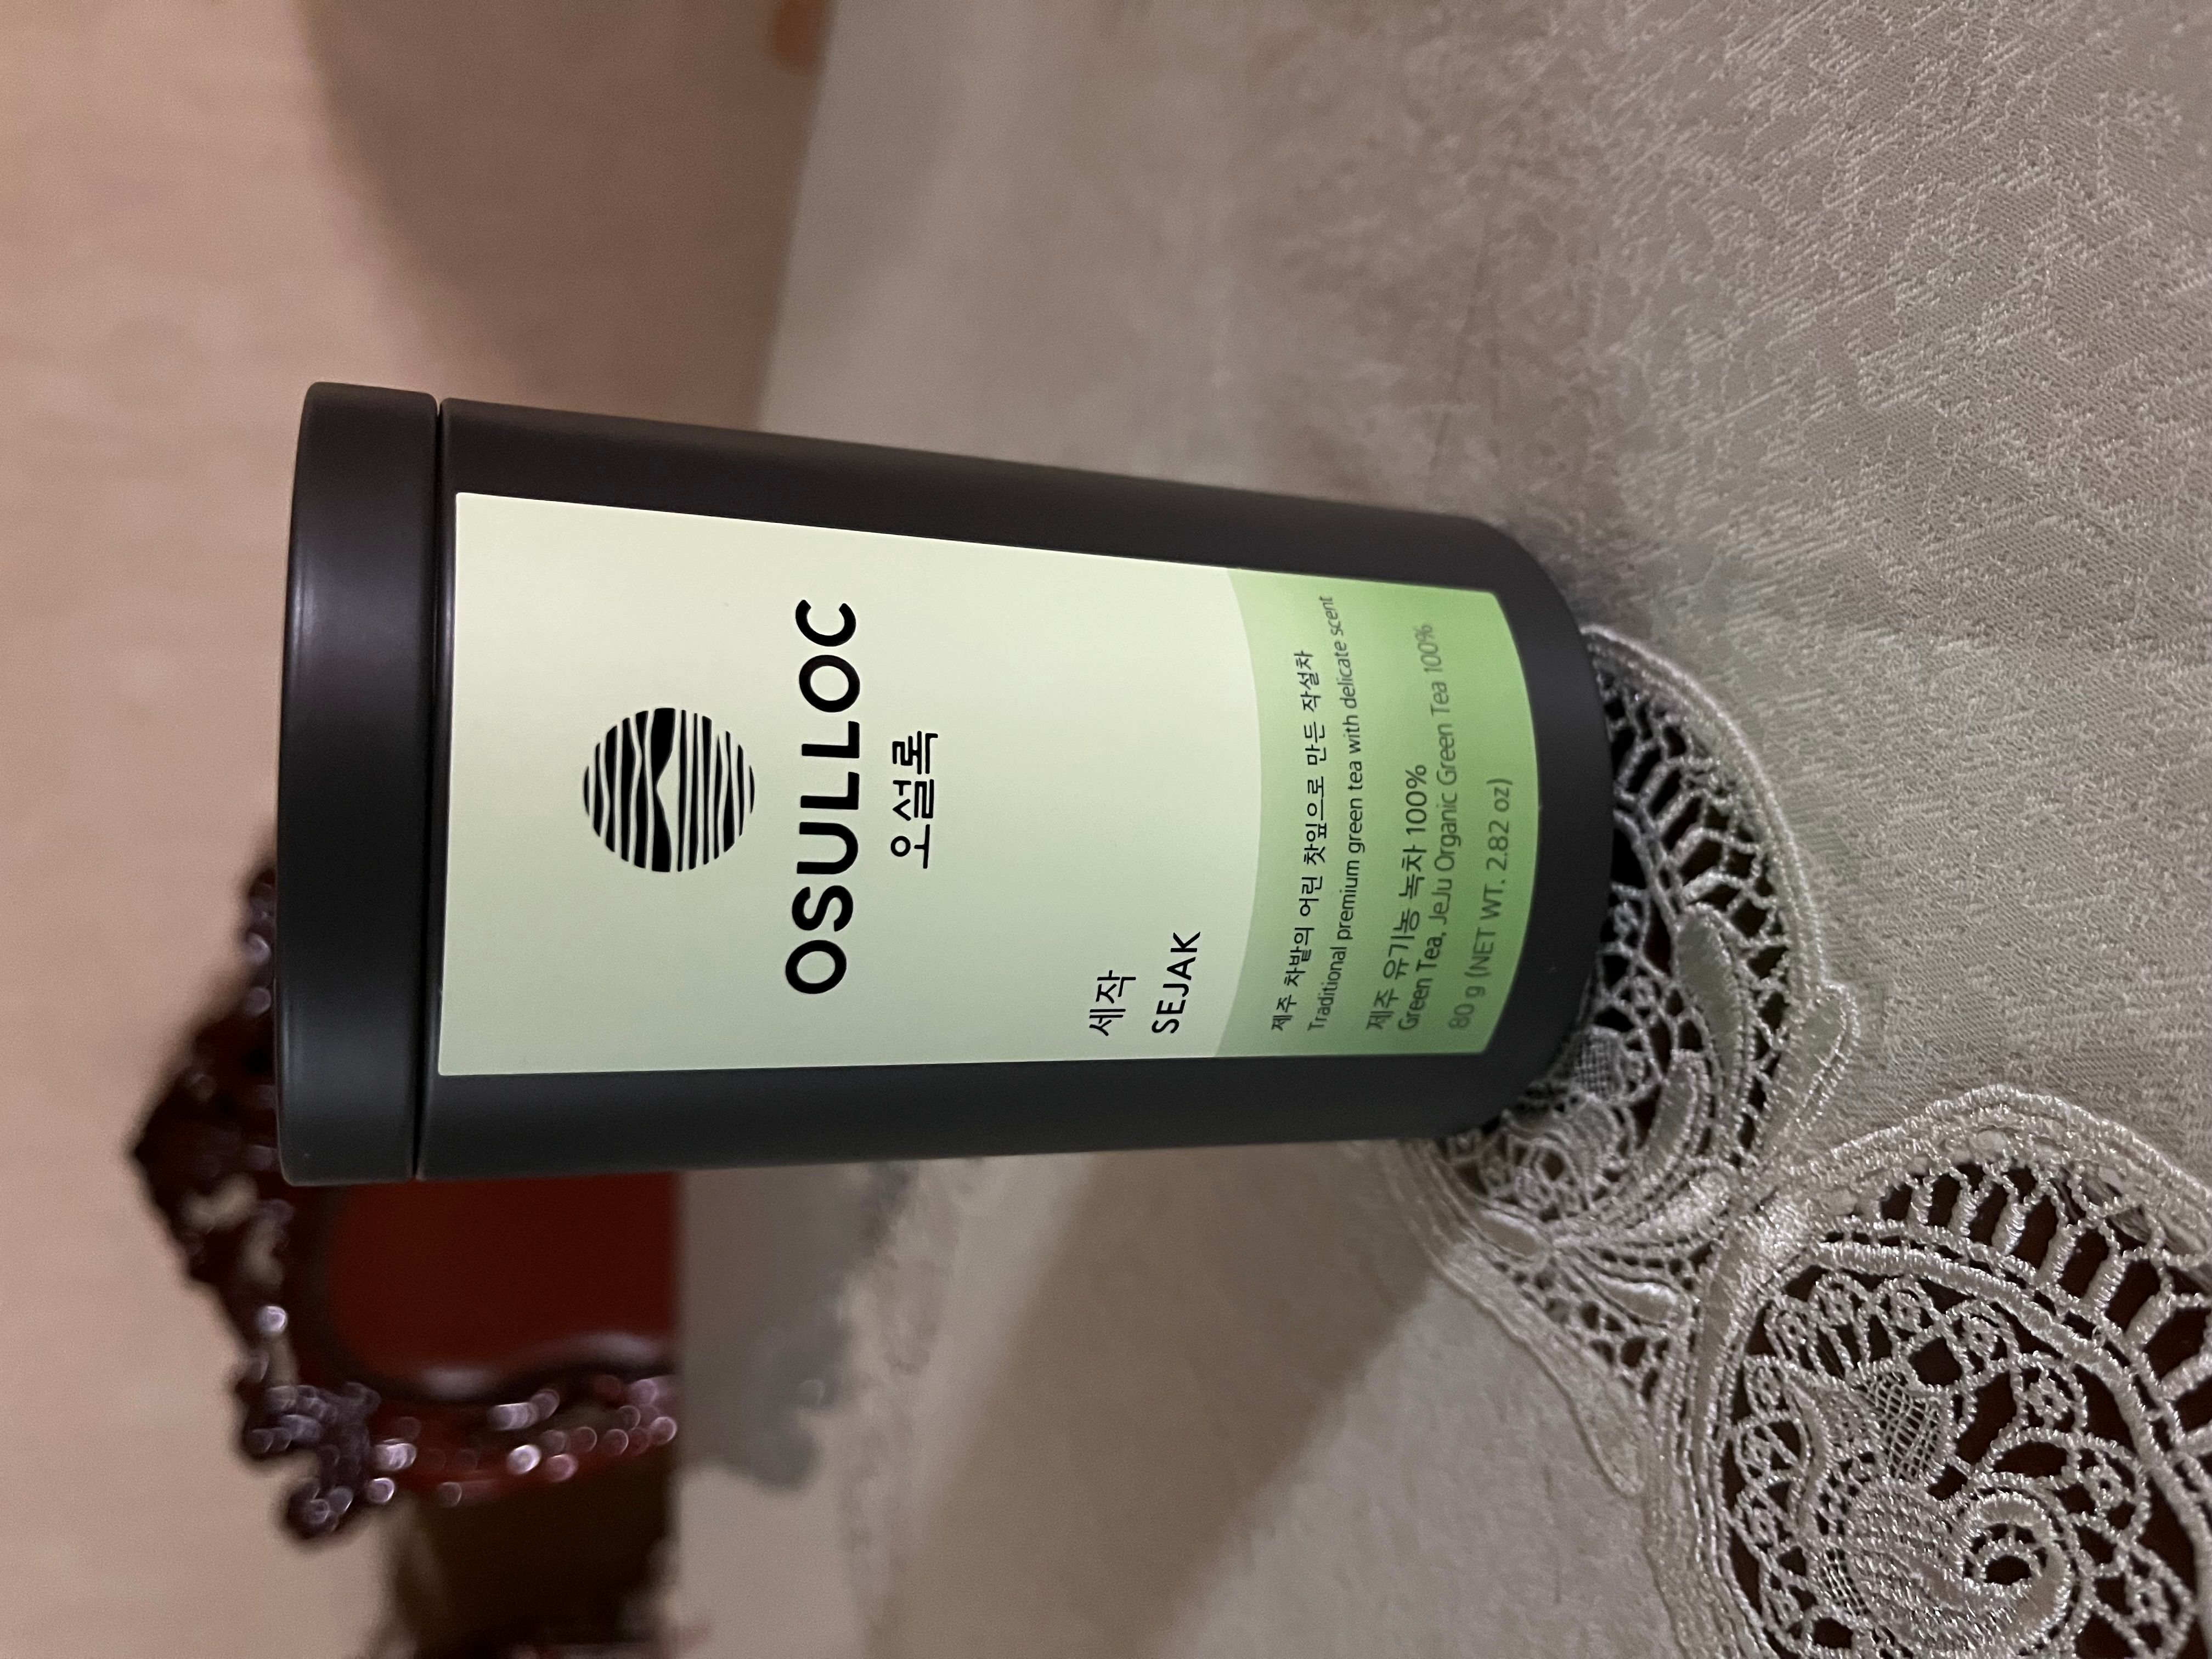 OSULLOC
오설록
세작
SEJAK
제주 차밭의 어린 찻잎으로 만든 작설차
Traditional premium green tea with delicate scent
제주 유기농 녹차 100%
Green Tea, JeJu Organic Green Tea 100%
80 g (NET WT. 2.82 oz)